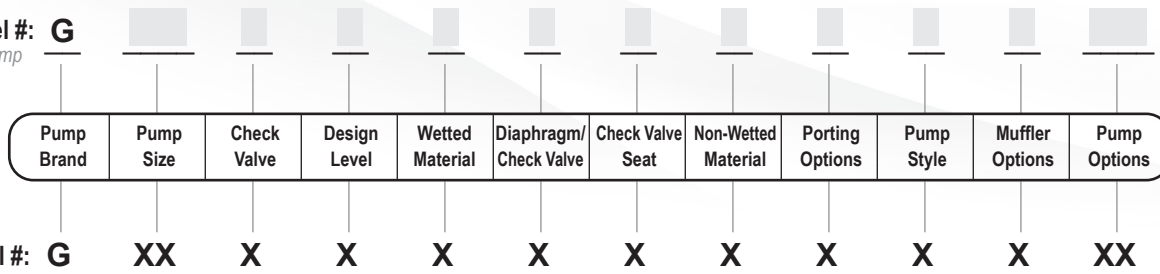 el #: G
mp
Pump Brand
Pump Size
Check Valve
Design Level
Wetted Material
Diaphragm/ Check Valve
Check Valve Seat
Non-Wetted Material
Porting Options
Pump Style
Muffler Options
Pump Options
l #: G XX X X X X X X X X X XX